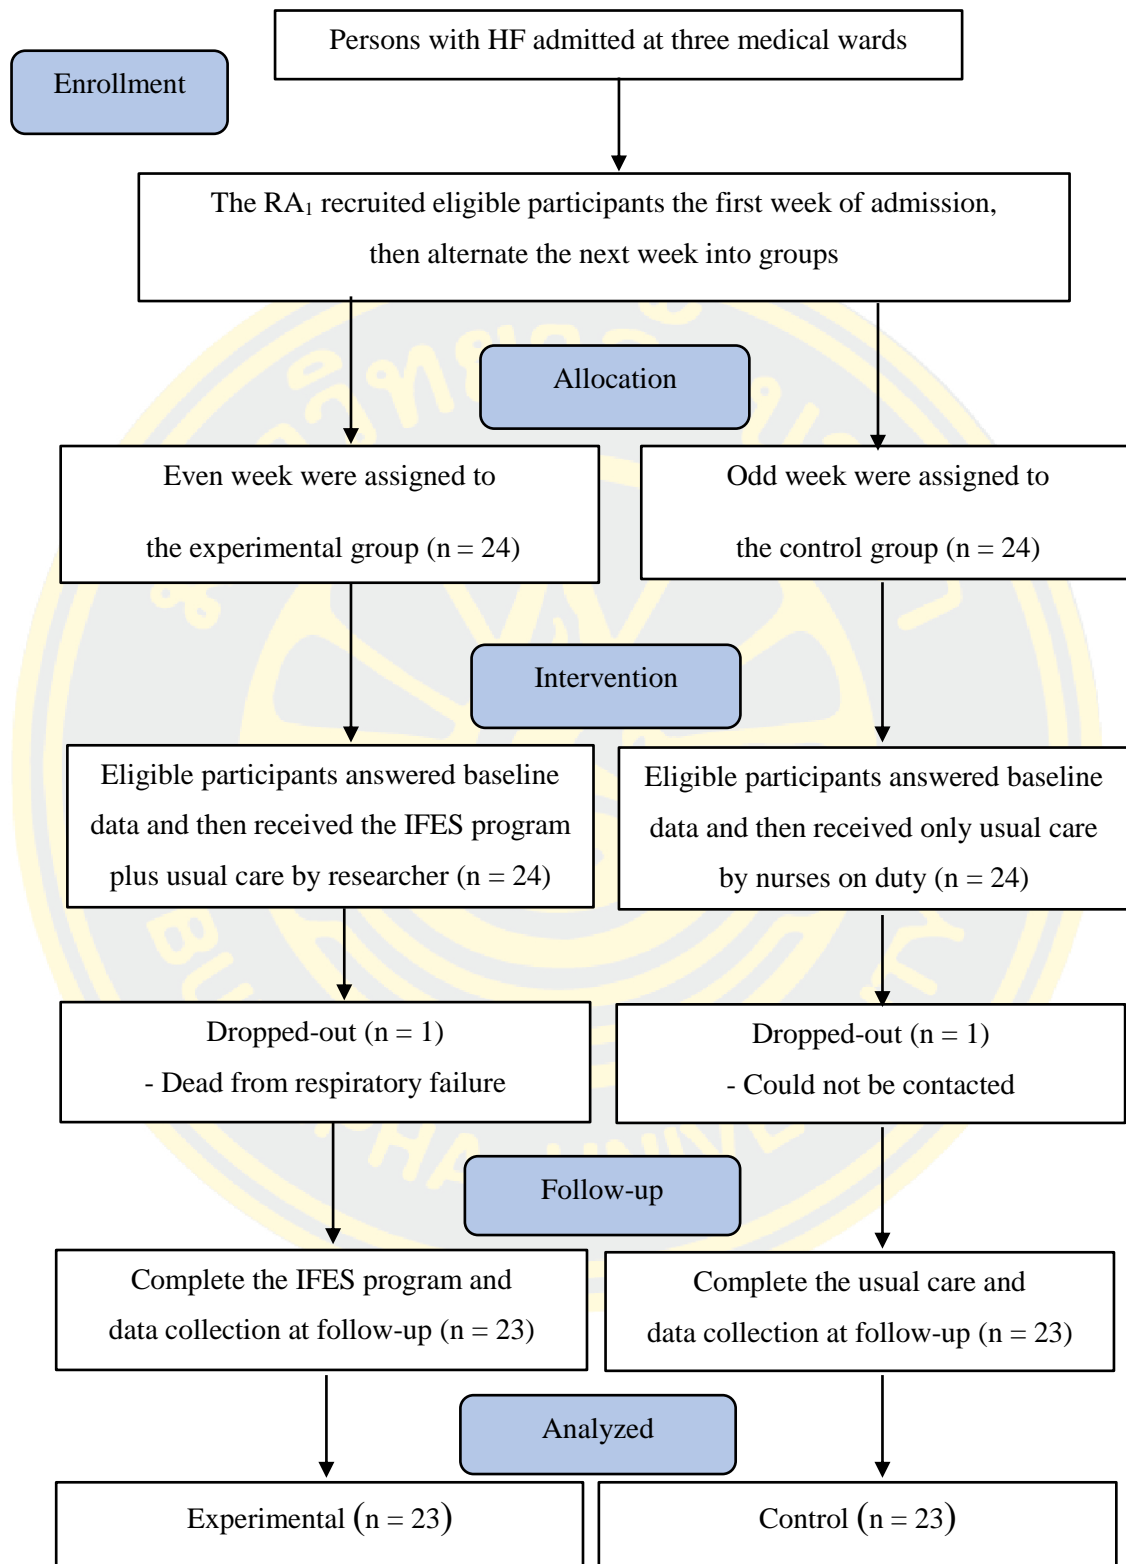 Persons with HF admitted at three medical wards
Enrollment
The RA₁ recruited eligible participants the first week of admission,
then alternate the next week into groups
Allocation
Even week were assigned to
the experimental group (n = 24)
Odd week were assigned to
the control group (n = 24)
Intervention
Eligible participants answered baseline
data and then received the IFES program
plus usual care by researcher (n = 24)
Eligible participants answered baseline
data and then received only usual care
by nurses on duty (n = 24)
Dropped-out (n = 1)
- Dead from respiratory failure
Dropped-out (n = 1)
- Could not be contacted
Follow-up
Complete the IFES program and
data collection at follow-up (n = 23)
Complete the usual care and
data collection at follow-up (n = 23)
Analyzed
Experimental (n = 23)
Control (n = 23)